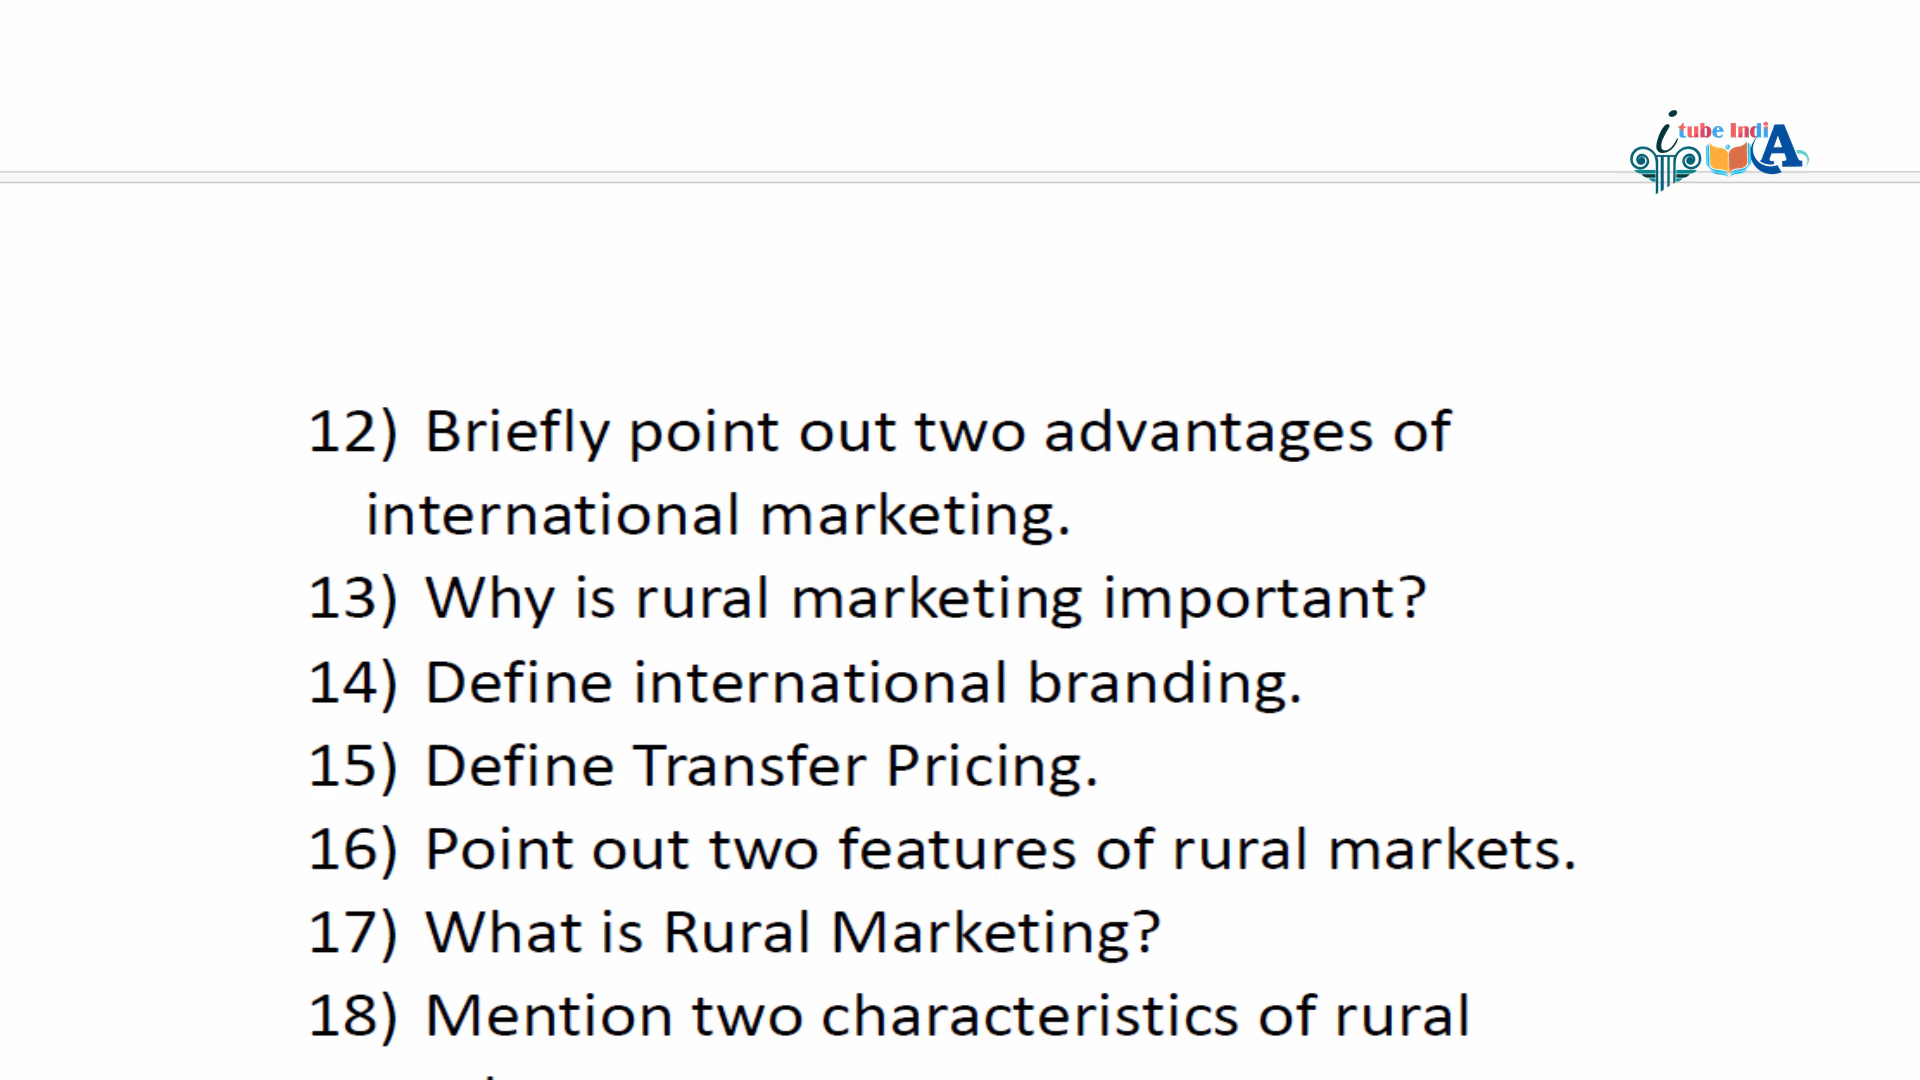 i tube IndiA
12) Briefly point out two advantages of
international marketing.
13) Why is rural marketing important?
14) Define international branding.
15) Define Transfer Pricing.
16) Point out two features of rural markets.
17) What is Rural Marketing?
18) Mention two characteristics of rural